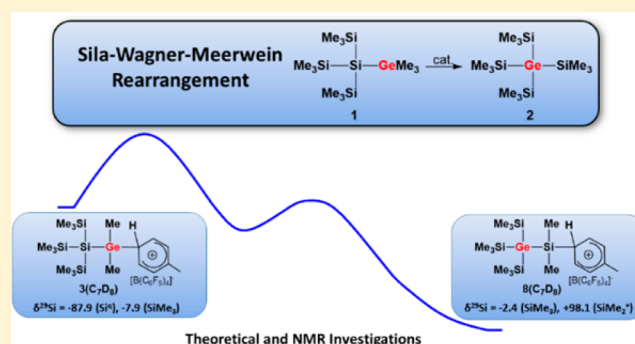 Sila-Wagner-Meerwein
Rearrangement
Me₃Si
Me₃Si—Si—GeMe₃
Me₃Si
1
cat.
Me₃Si
Me₃Si—Ge—SiMe₃
Me₃Si
2
Me₃Si Me H
Me₃Si—Si—Ge
Me₃Si Me
[B(C₆F₅)₄]⁻
3(C₇D₈)
δ²⁹Si = -87.9 (Siq), -7.9 (SiMe₃)
Me₃Si Me H
Me₃Si—Ge—Si
Me₃Si Me
[B(C₆F₅)₄]⁻
8(C₇D₈)
δ²⁹Si = -2.4 (SiMe₃), +98.1 (SiMe₂⁺)
Theoretical and NMR Investigations